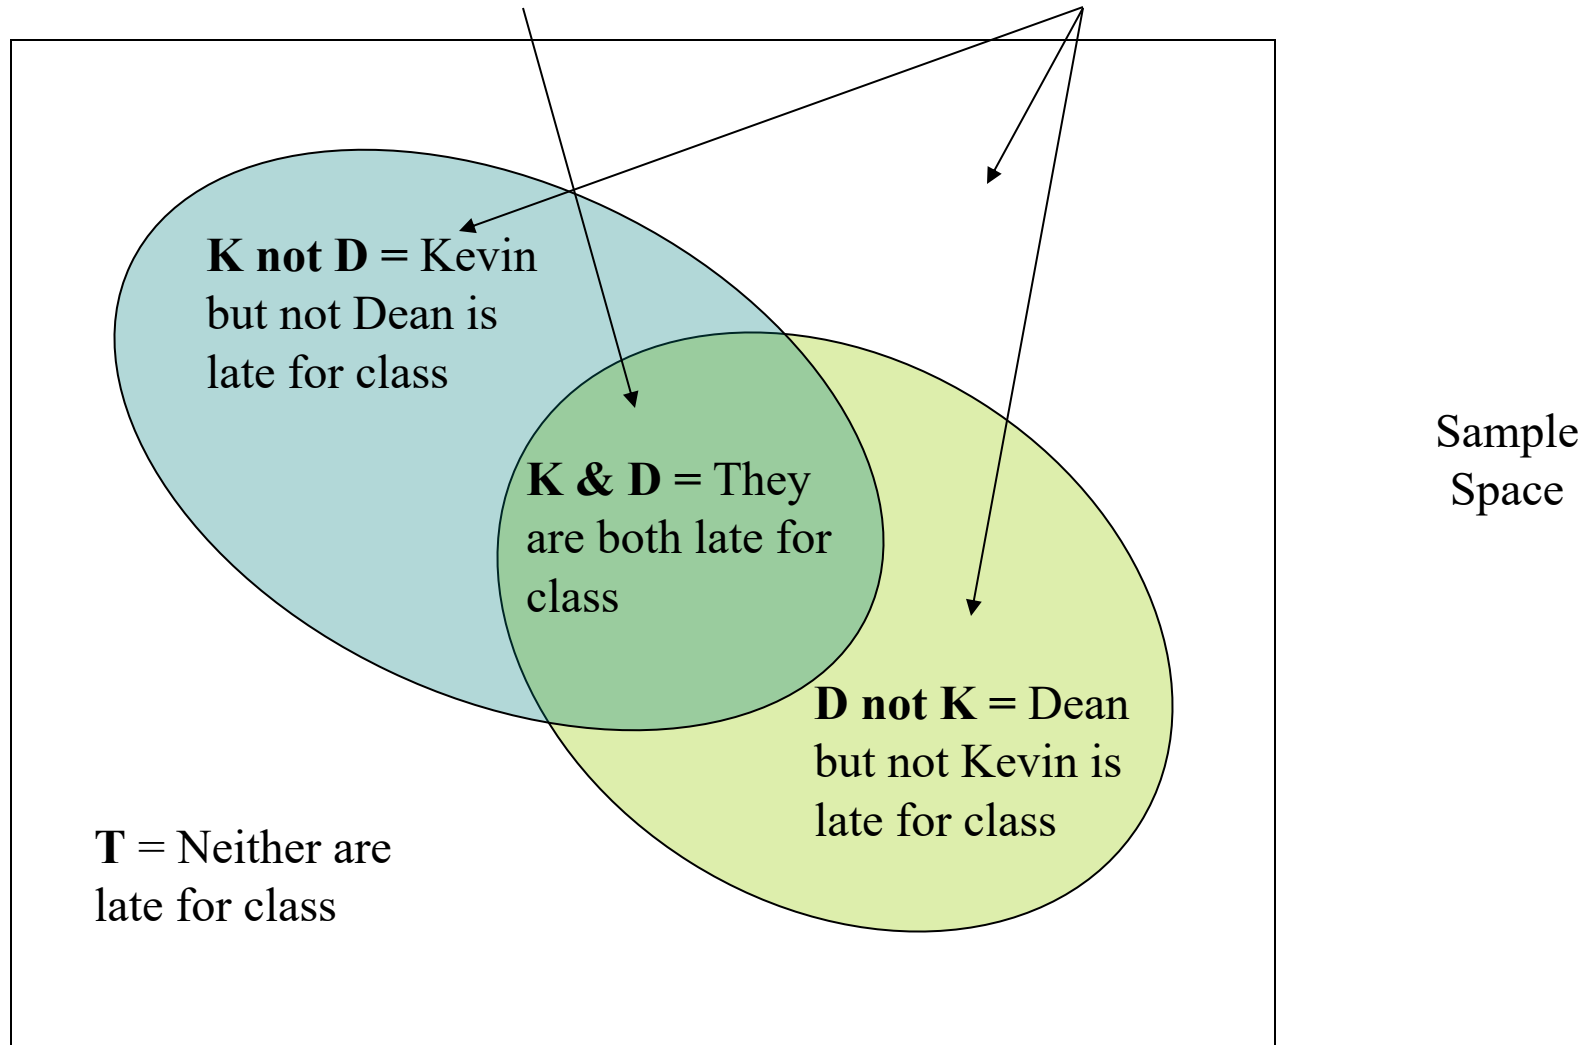 K not D = Kevin
but not Dean is
late for class
Sample
Space
K & D = They
are both late for
class
D not K = Dean
but not Kevin is
late for class
T = Neither are
late for class